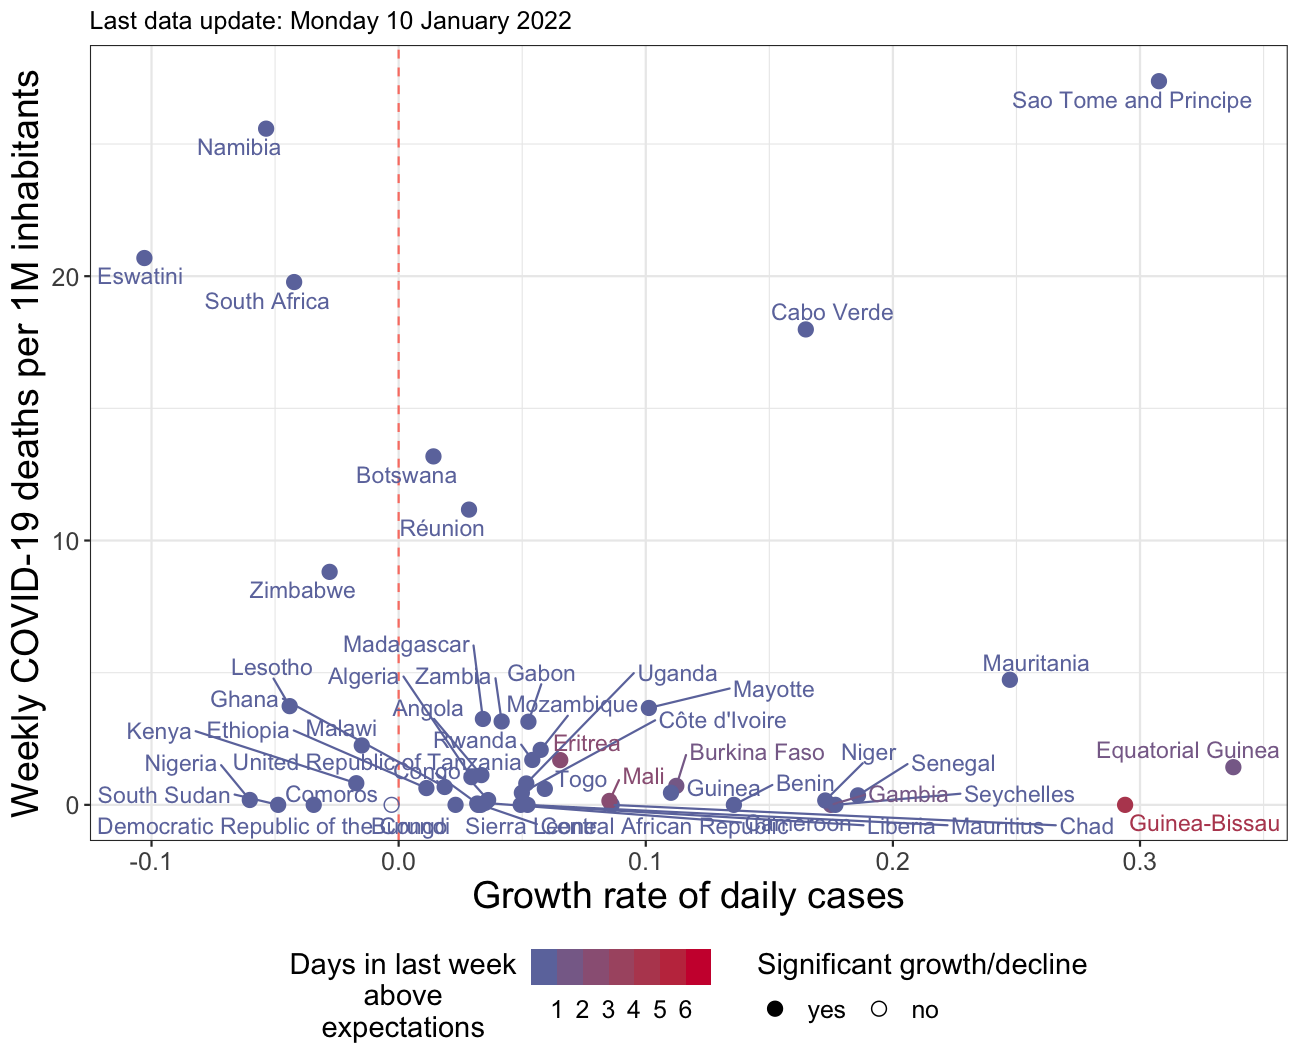 Last data update: Monday 10 January 2022
Weekly COVID-19 deaths per 1M inhabitants
20
10
0
Sao Tome and Principe
Namibia
Eswatini
South Africa
Cabo Verde
Botswana
Réunion
Zimbabwe
Madagascar
Lesotho
Algeria
Zambia
Gabon
Uganda
Mauritania
Ghana
Angola
Mozambique
Mayotte
Kenya
Ethiopia
Malawi
Rwanda
Eritrea
Côte d'Ivoire
Nigeria
United Republic of Tanzania
Congo
Togo
Mali
Burkina Faso
Niger
Senegal
Equatorial Guinea
South Sudan
Comoros
Guinea
Benin
Gambia
Seychelles
Democratic Republic of the Congo
Burundi
Sierra Leone
Central African Republic
Cameroon
Liberia
Mauritius
Chad
Guinea-Bissau
-0.1
0.0
0.1
0.2
0.3
Growth rate of daily cases
Days in last week
above
expectations
1 2 3 4 5 6
Significant growth/decline
yes
no